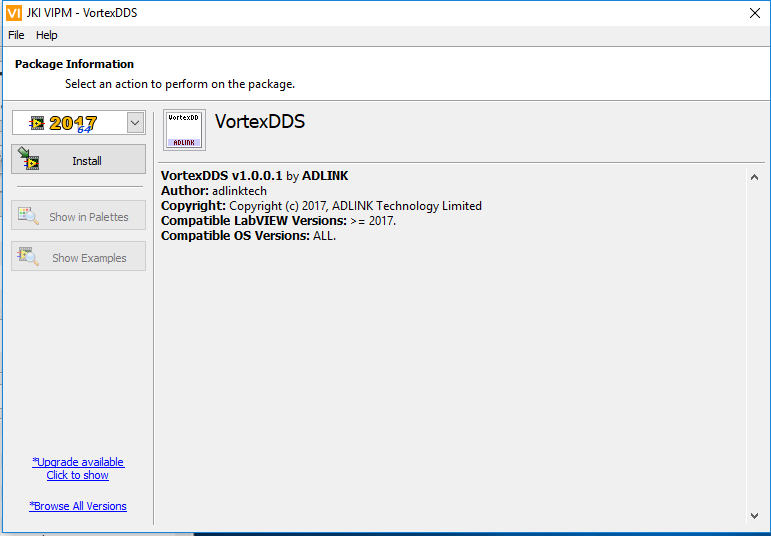 VI JKI VIPM - VortexDDS
File Help
Package Information
Select an action to perform on the package.
2017
64
VortexDD
ADLINK
VortexDDS
Install
Show in Palettes
Show Examples
VortexDDS v1.0.0.1 by ADLINK
Author: adlinktech
Copyright: Copyright (c) 2017, ADLINK Technology Limited
Compatible LabVIEW Versions: >= 2017.
Compatible OS Versions: ALL.
*Upgrade available
Click to show
*Browse All Versions